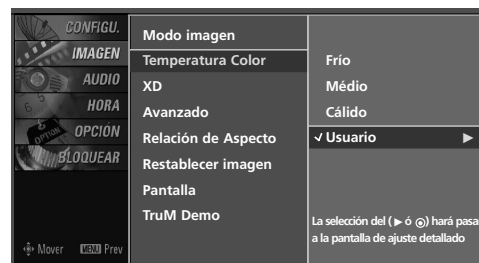 CONFIGU.
IMAGEN
AUDIO
HORA
OPCIÓN
BLOQUEAR
Mover MENU Prev
Modo imagen
Temperatura Color
XD
Avanzado
Relación de Aspecto
Restablecer imagen
Pantalla
TruM Demo
Frío
Médio
Cálido
✓ Usuario ▶
La selección del ( ▶ ó ◉) hará pasa
a la pantalla de ajuste detallado